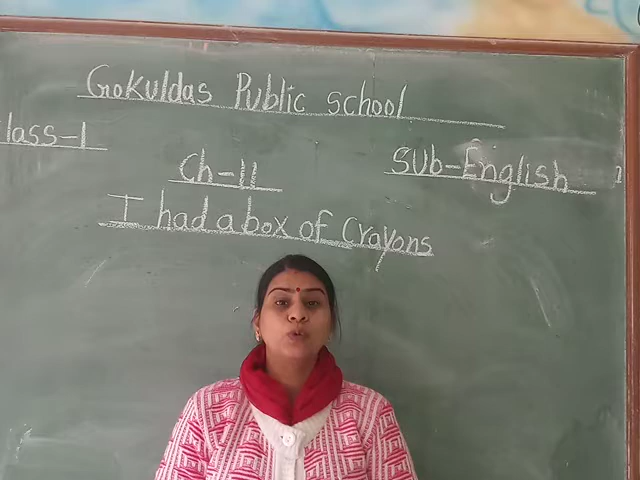 Gokuldas Public school
lass-1
Sub-English
Ch-11
I had a box of Crayons